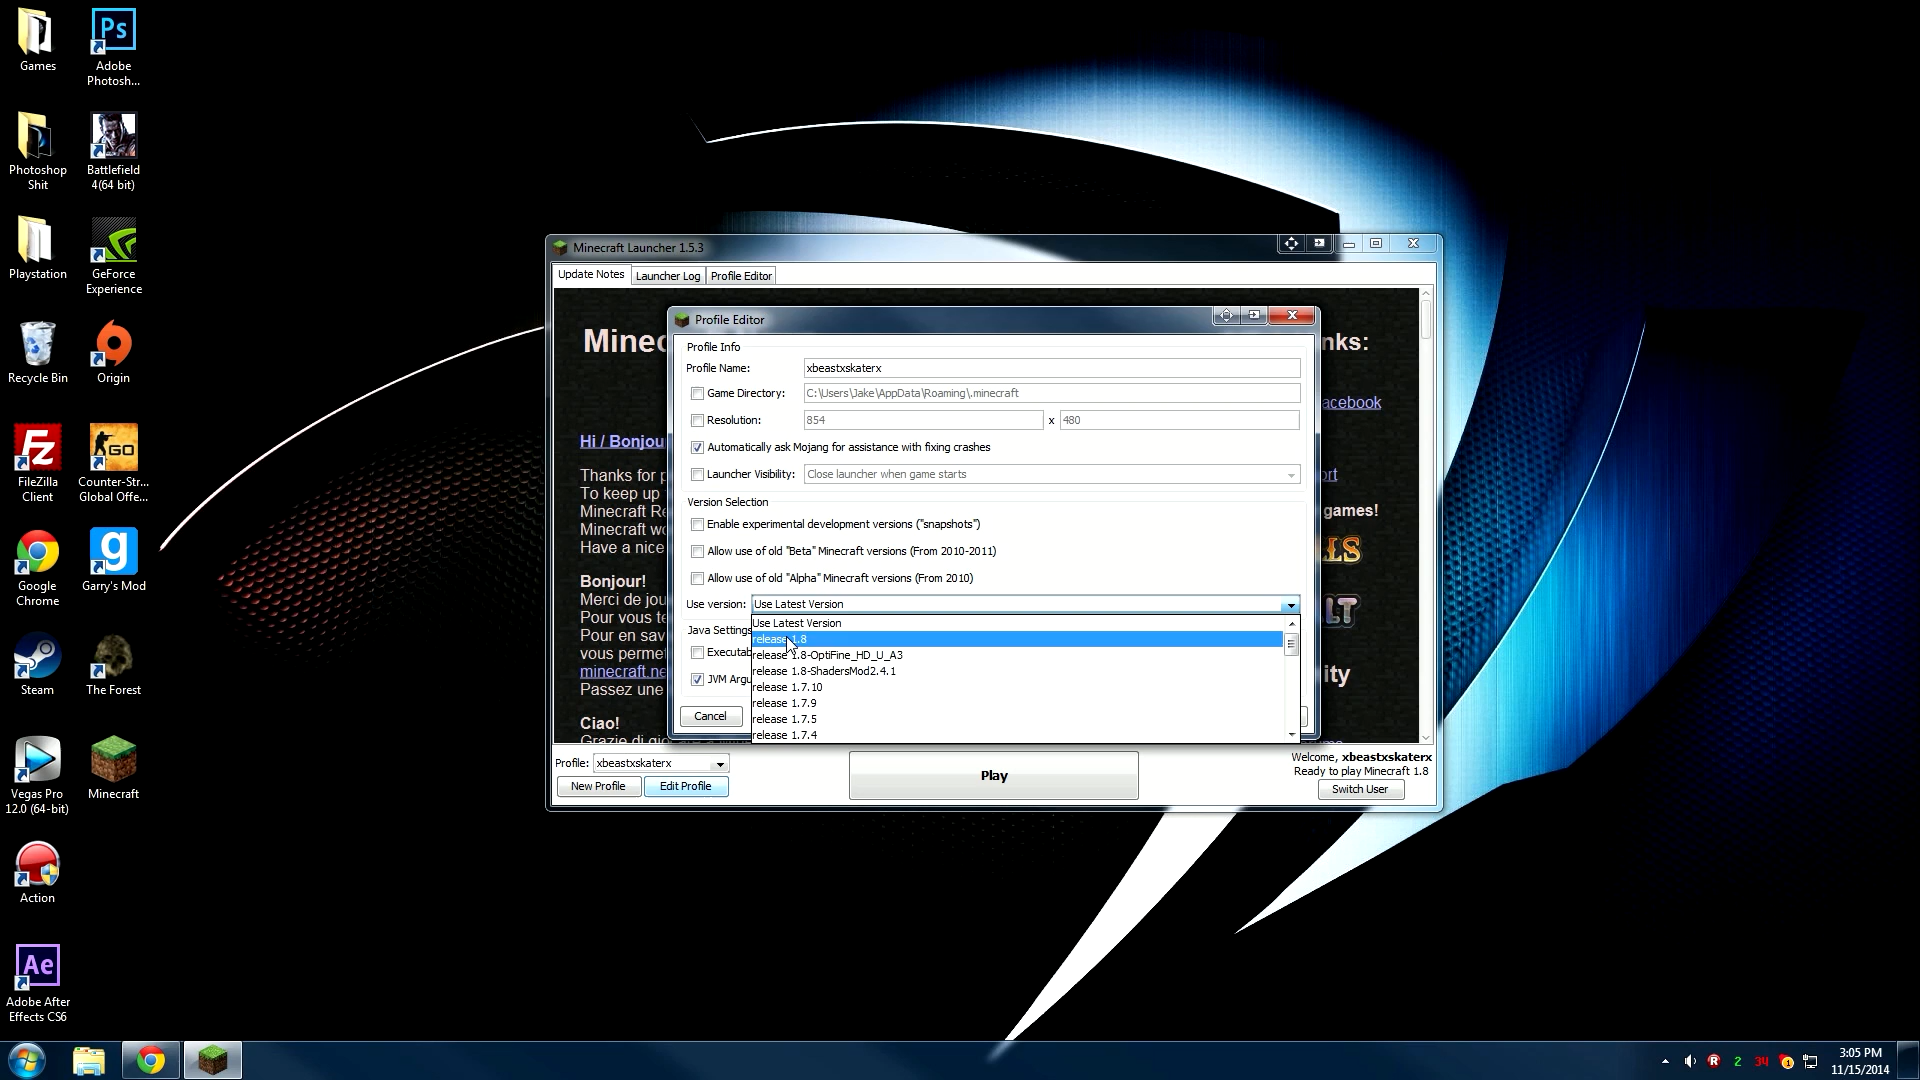 Games
Ps
Adobe
Photosh...
Photoshop
Shit
Battlefield
4(64 bit)
Playstation
GeForce
Experience
Recycle Bin
Origin
Fz
FileZilla
Client
GO
Counter-Str...
Global Offe...
Google
Chrome
g
Garry's Mod
Steam
The Forest
Vegas Pro
12.0 (64-bit)
Minecraft
Action
Ae
Adobe After
Effects CS6
Minecraft Launcher 1.5.3
Update Notes
Launcher Log
Profile Editor
Minec
nks:
Hi / Bonjou
acebook
Thanks for p
To keep up
Minecraft Re
Minecraft wo
Have a nice
ort
games!
LS
LT
ity
Bonjour!
Merci de jou
Pour vous te
Pour en sav
vous permet
minecraft.ne
Passez une
Ciao!
Profile Editor
Profile Info
Profile Name: xbeastxskaterx
Game Directory: C:\Users\Jake\AppData\Roaming\.minecraft
Resolution: 854 x 480
Automatically ask Mojang for assistance with fixing crashes
Launcher Visibility: Close launcher when game starts
Version Selection
Enable experimental development versions ("snapshots")
Allow use of old "Beta" Minecraft versions (From 2010-2011)
Allow use of old "Alpha" Minecraft versions (From 2010)
Use version: Use Latest Version
Use Latest Version
Java Settings
release 1.8
Executab
release 1.8-OptiFine_HD_U_A3
release 1.8-ShadersMod2.4.1
JVM Argu
release 1.7.10
release 1.7.9
release 1.7.5
release 1.7.4
Cancel
Profile: xbeastxskaterx
New Profile
Edit Profile
Play
Welcome, xbeastxskaterx
Ready to play Minecraft 1.8
Switch User
R
2
34
3:05 PM
11/15/2014